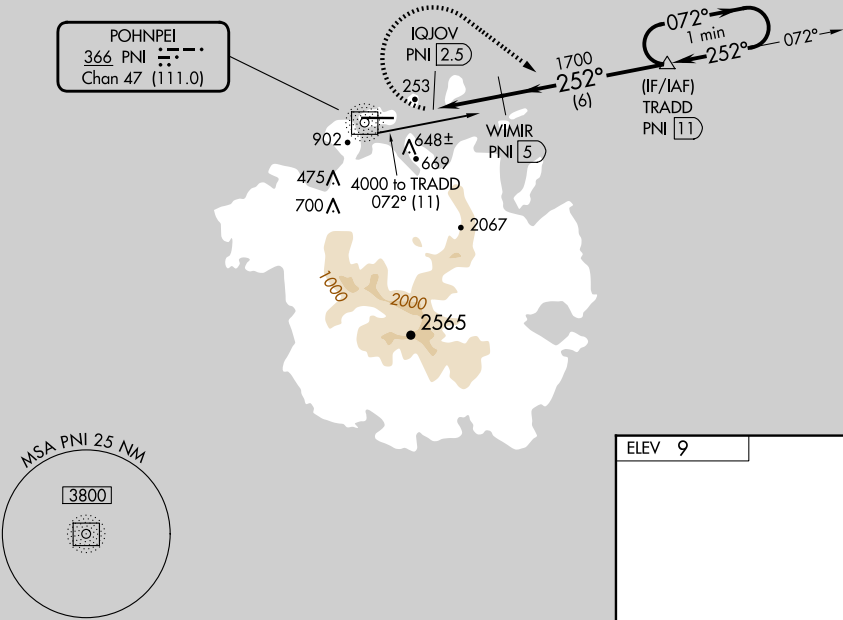 POHNPEI
366 PNI
Chan 47 (111.0)
IQJOV
PNI 2.5
253
1700
252°
(6)
072°
1 min
252°
072°
(IF/IAF)
TRADD
PNI 11
WIMIR
PNI 5
902
648±
669
475
700
4000 to TRADD
072° (11)
2067
1000
2000
2565
MSA PNI 25 NM
3800
ELEV 9